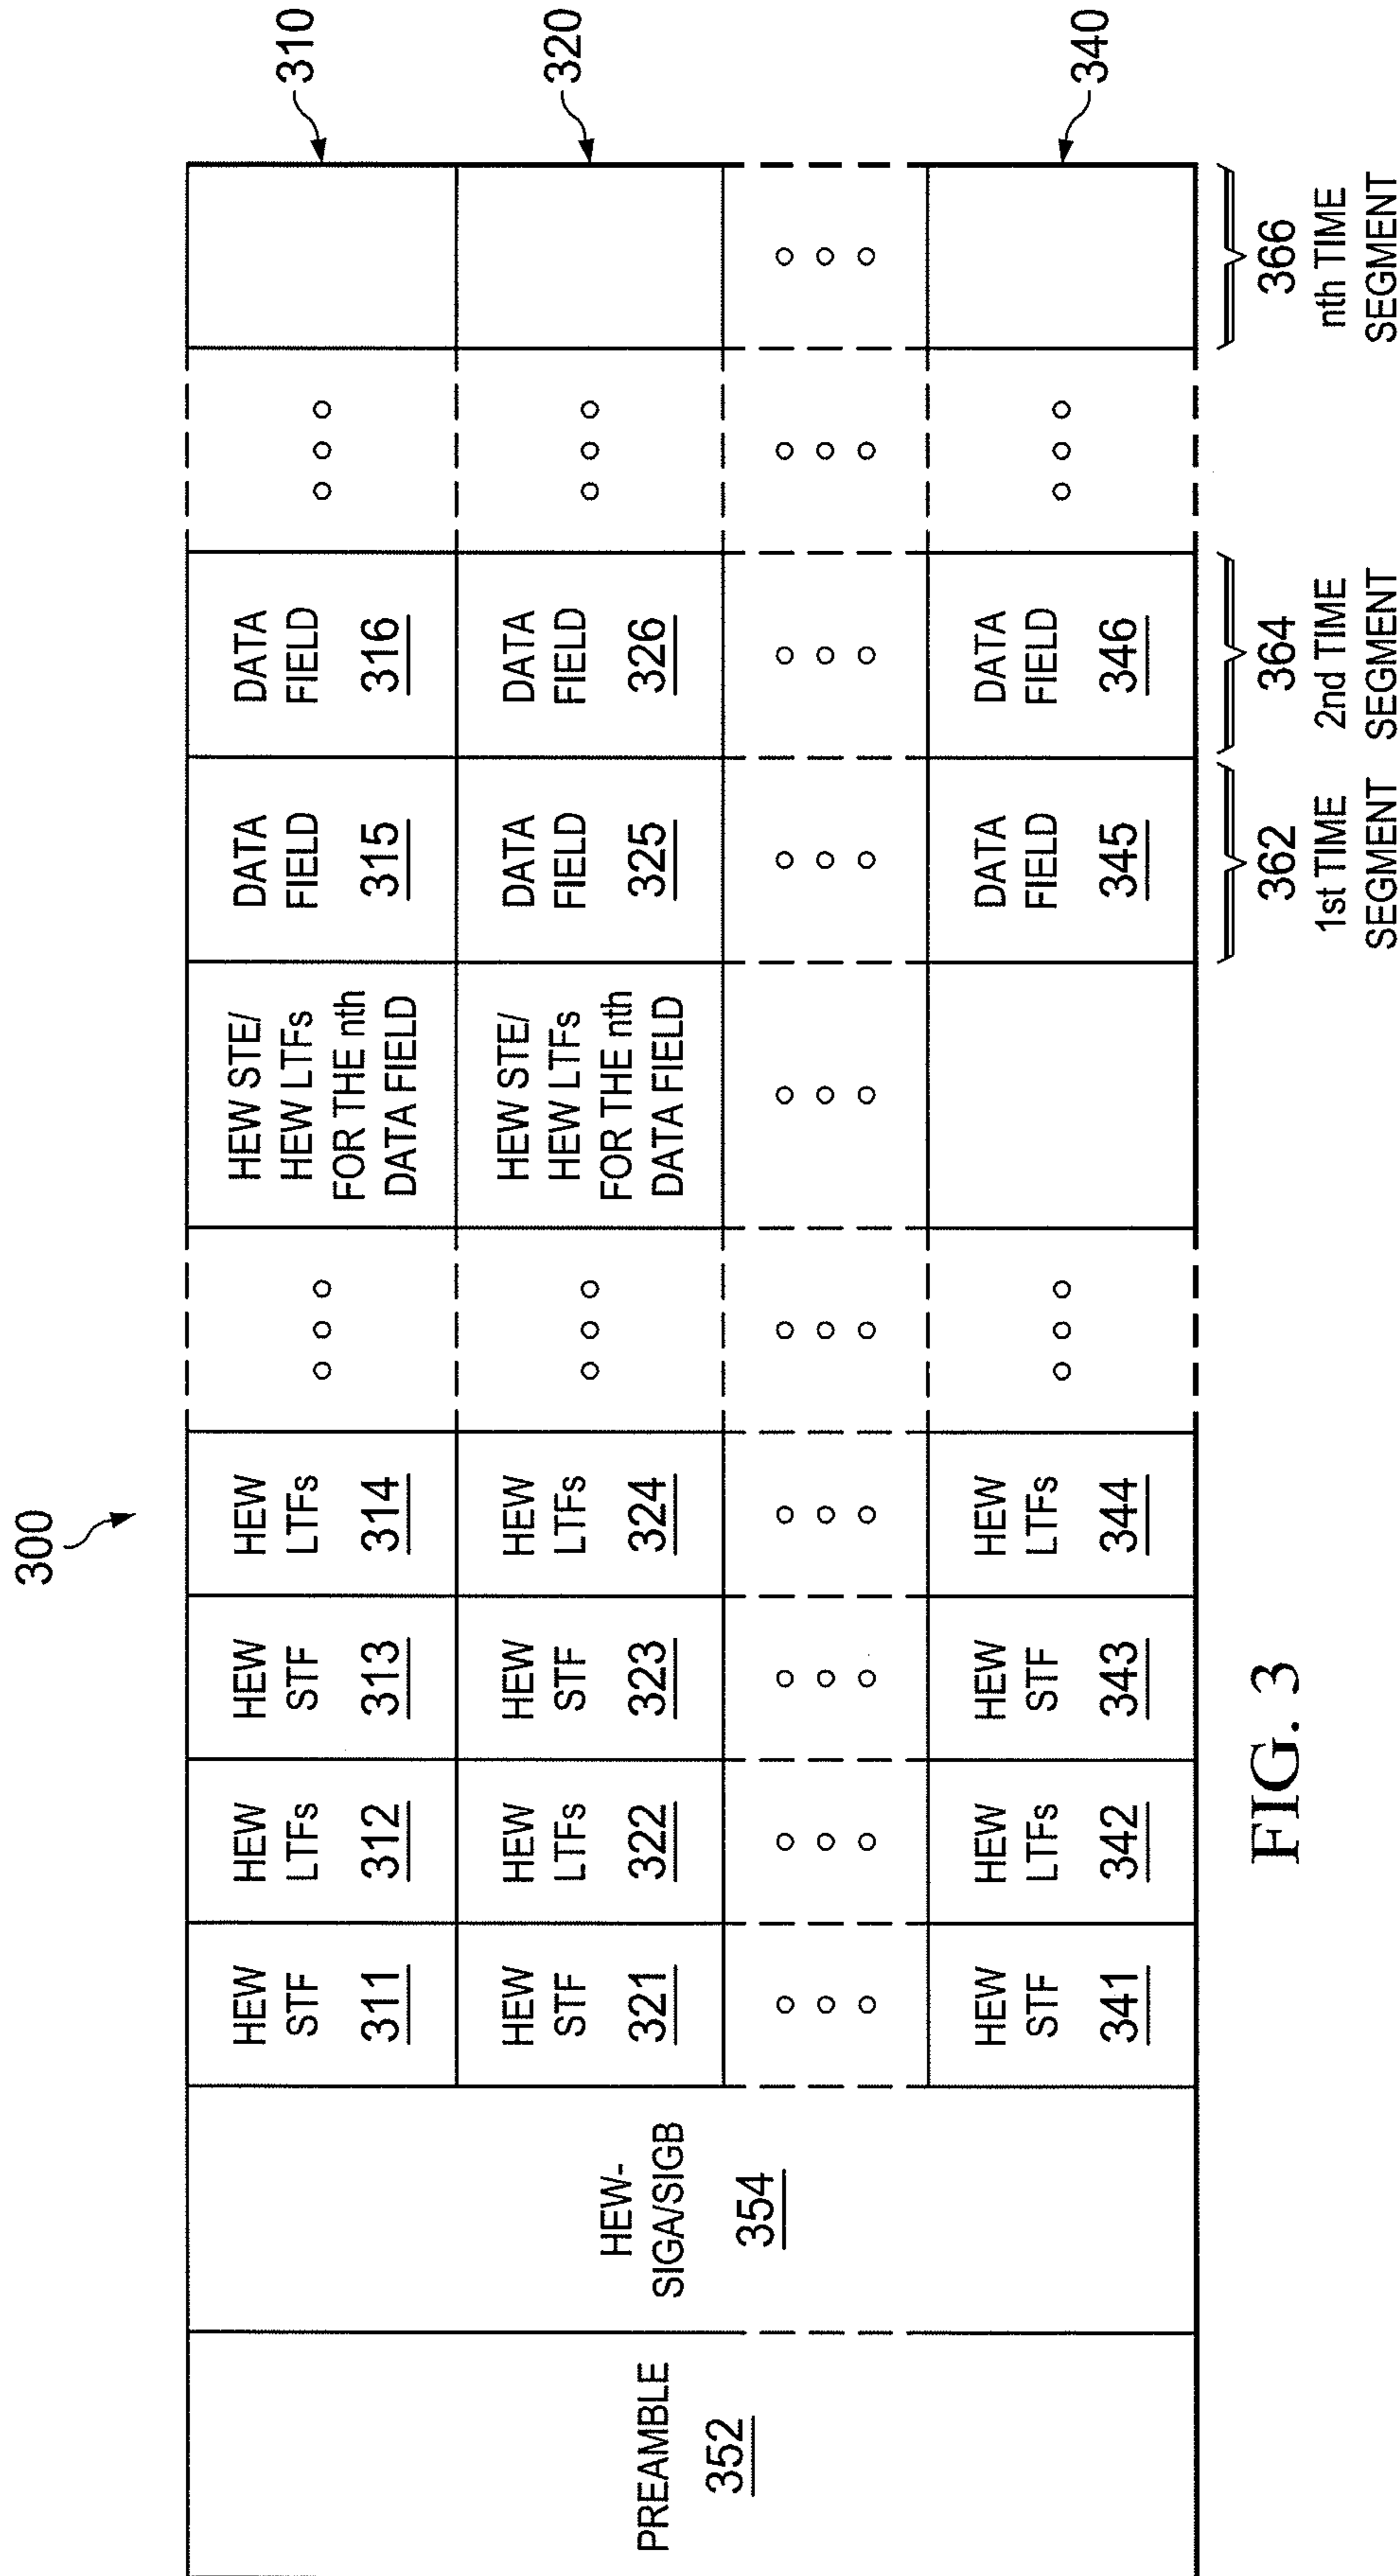 300
PREAMBLE
352
HEW-
SIGA/SIGB
354
HEW
STF
311
HEW
LTFs
312
HEW
STF
313
HEW
LTFs
314
HEW STE/
HEW LTFs
FOR THE nth
DATA FIELD
DATA
FIELD
315
DATA
FIELD
316
310
HEW
STF
321
HEW
LTFs
322
HEW
STF
323
HEW
LTFs
324
HEW STE/
HEW LTFs
FOR THE nth
DATA FIELD
DATA
FIELD
325
DATA
FIELD
326
320
HEW
STF
341
HEW
LTFs
342
HEW
STF
343
HEW
LTFs
344
DATA
FIELD
345
DATA
FIELD
346
340
362
1st TIME
SEGMENT
364
2nd TIME
SEGMENT
366
nth TIME
SEGMENT
FIG. 3